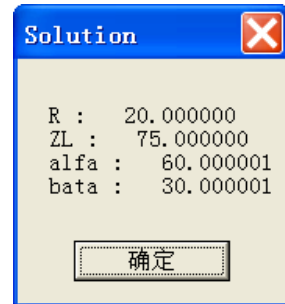 Solution
R : 20.000000
ZL : 75.000000
alfa : 60.000001
bata : 30.000001
确定